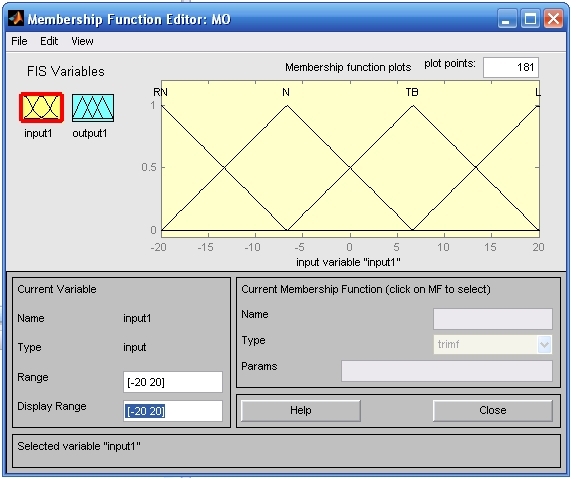 Membership Function Editor: MO
File Edit View
FIS Variables
Membership function plots
plot points:
181
input1
output1
RN N TB L
1
0.5
0
-20 -15 -10 -5 0 5 10 15 20
input variable "input1"
Current Variable
Name input1
Type input
Range [-20 20]
Display Range [-20 20]
Current Membership Function (click on MF to select)
Name
Type trimf
Params
Help Close
Selected variable "input1"